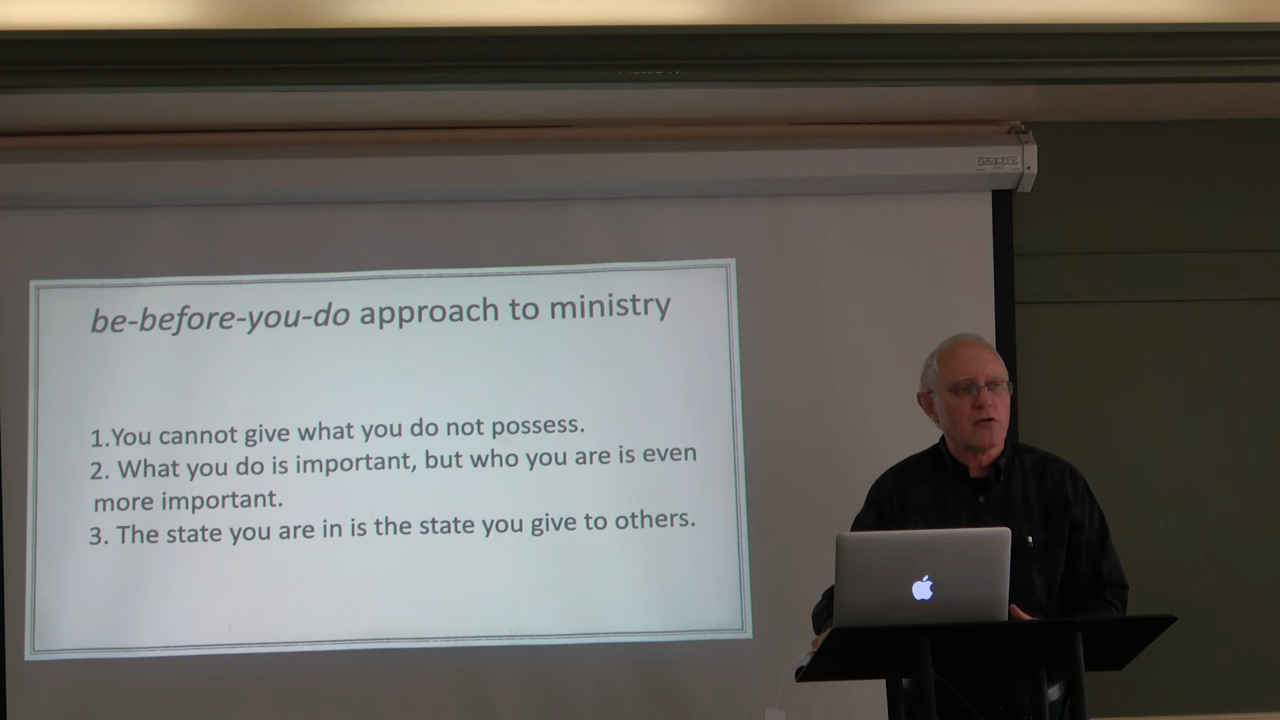 be-before-you-do approach to ministry
1.You cannot give what you do not possess.
2. What you do is important, but who you are is even
more important.
3. The state you are in is the state you give to others.
DA-LITE